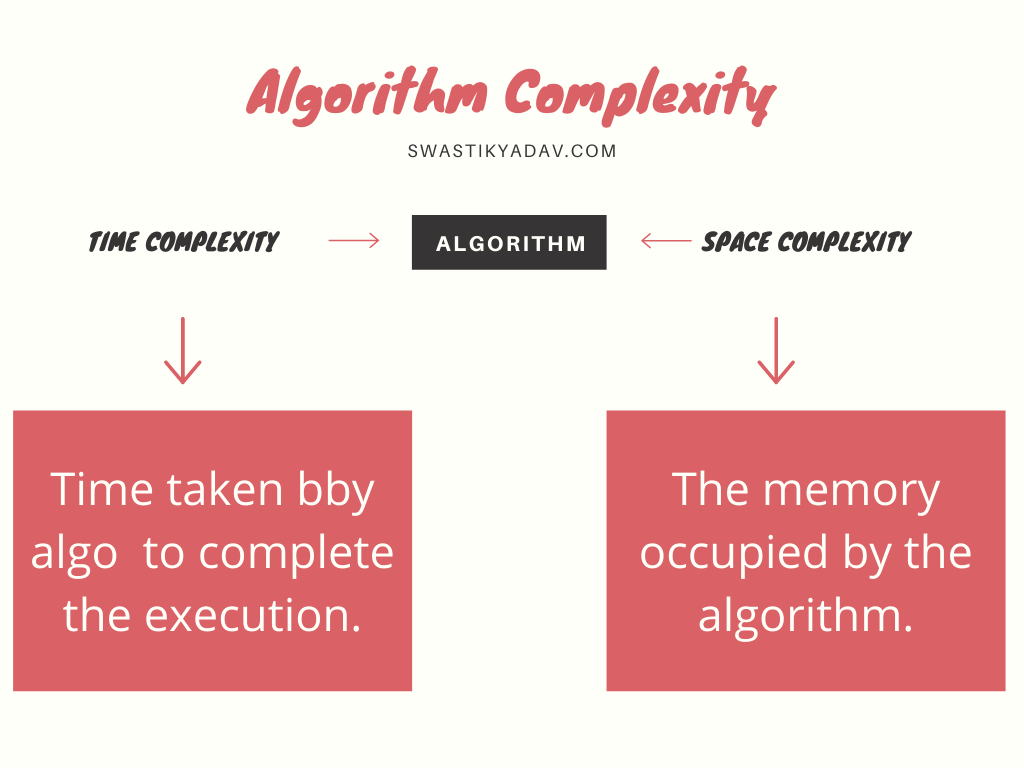 Algorithm Complexity
SWASTIKYADAV.COM
TIME COMPLEXITY
ALGORITHM
SPACE COMPLEXITY
Time taken bby
algo  to complete
the execution.
The memory
occupied by the
algorithm.